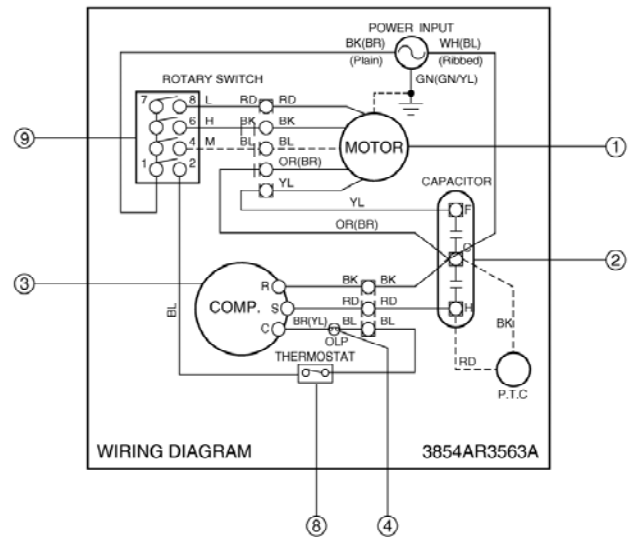 POWER INPUT
BK(BR)
WH(BL)
(Plain)
(Ribbed)
GN(GN/YL)
ROTARY SWITCH
7
8
L
RD
RD
6
H
BK
BK
4
M
BL
BL
1
2
OR(BR)
YL
MOTOR
CAPACITOR
YL
F
OR(BR)
C
R
BK
BK
S
RD
RD
H
COMP.
C
BR(YL)
BL
BL
OLP
BL
THERMOSTAT
BK
RD
P.T.C
WIRING DIAGRAM
3854AR3563A
9
1
2
3
8
4